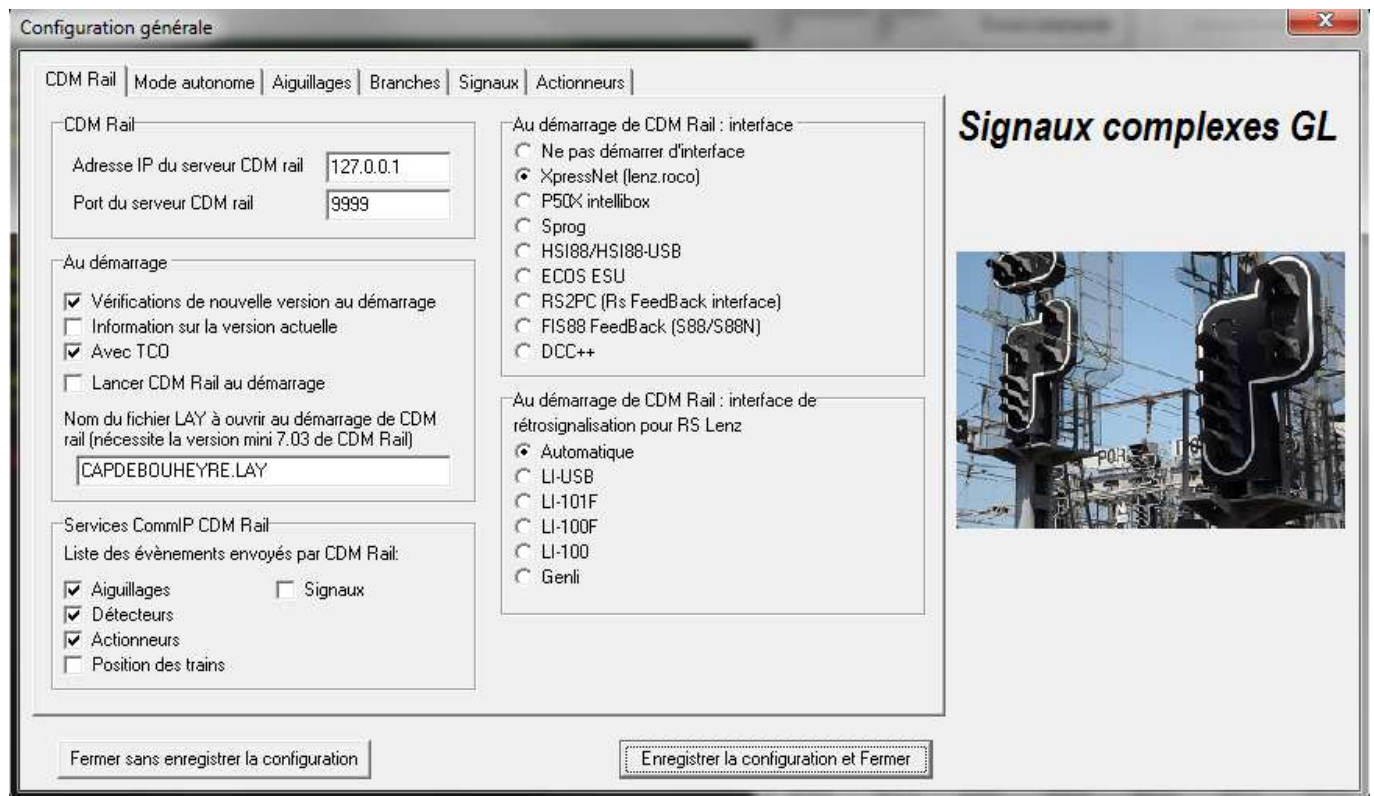 Configuration générale
CDM Rail
Mode autonome
Aiguillages
Branches
Signaux
Actionneurs
CDM Rail
Adresse IP du serveur CDM rail
127.0.0.1
Port du serveur CDM rail
9999
Au démarrage
Vérifications de nouvelle version au démarrage
Information sur la version actuelle
Avec TCO
Lancer CDM Rail au démarrage
Nom du fichier LAY à ouvrir au démarrage de CDM
rail (nécessite la version mini 7.03 de CDM Rail)
CAPDEBOUHEYRE.LAY
Services CommIP CDM Rail
Liste des évènements envoyés par CDM Rail:
Aiguillages
Signaux
Détecteurs
Actionneurs
Position des trains
Au démarrage de CDM Rail : interface
Ne pas démarrer d'interface
XpressNet (lenz.roco)
P50X intellibox
Sprog
HSI88/HSI88-USB
ECOS ESU
RS2PC (Rs FeedBack interface)
FIS88 FeedBack (S88/S88N)
DCC++
Au démarrage de CDM Rail : interface de
rétrosignalisation pour RS Lenz
Automatique
LI-USB
LI-101F
LI-100F
LI-100
Genli
Signaux complexes GL
Fermer sans enregistrer la configuration
Enregistrer la configuration et Fermer